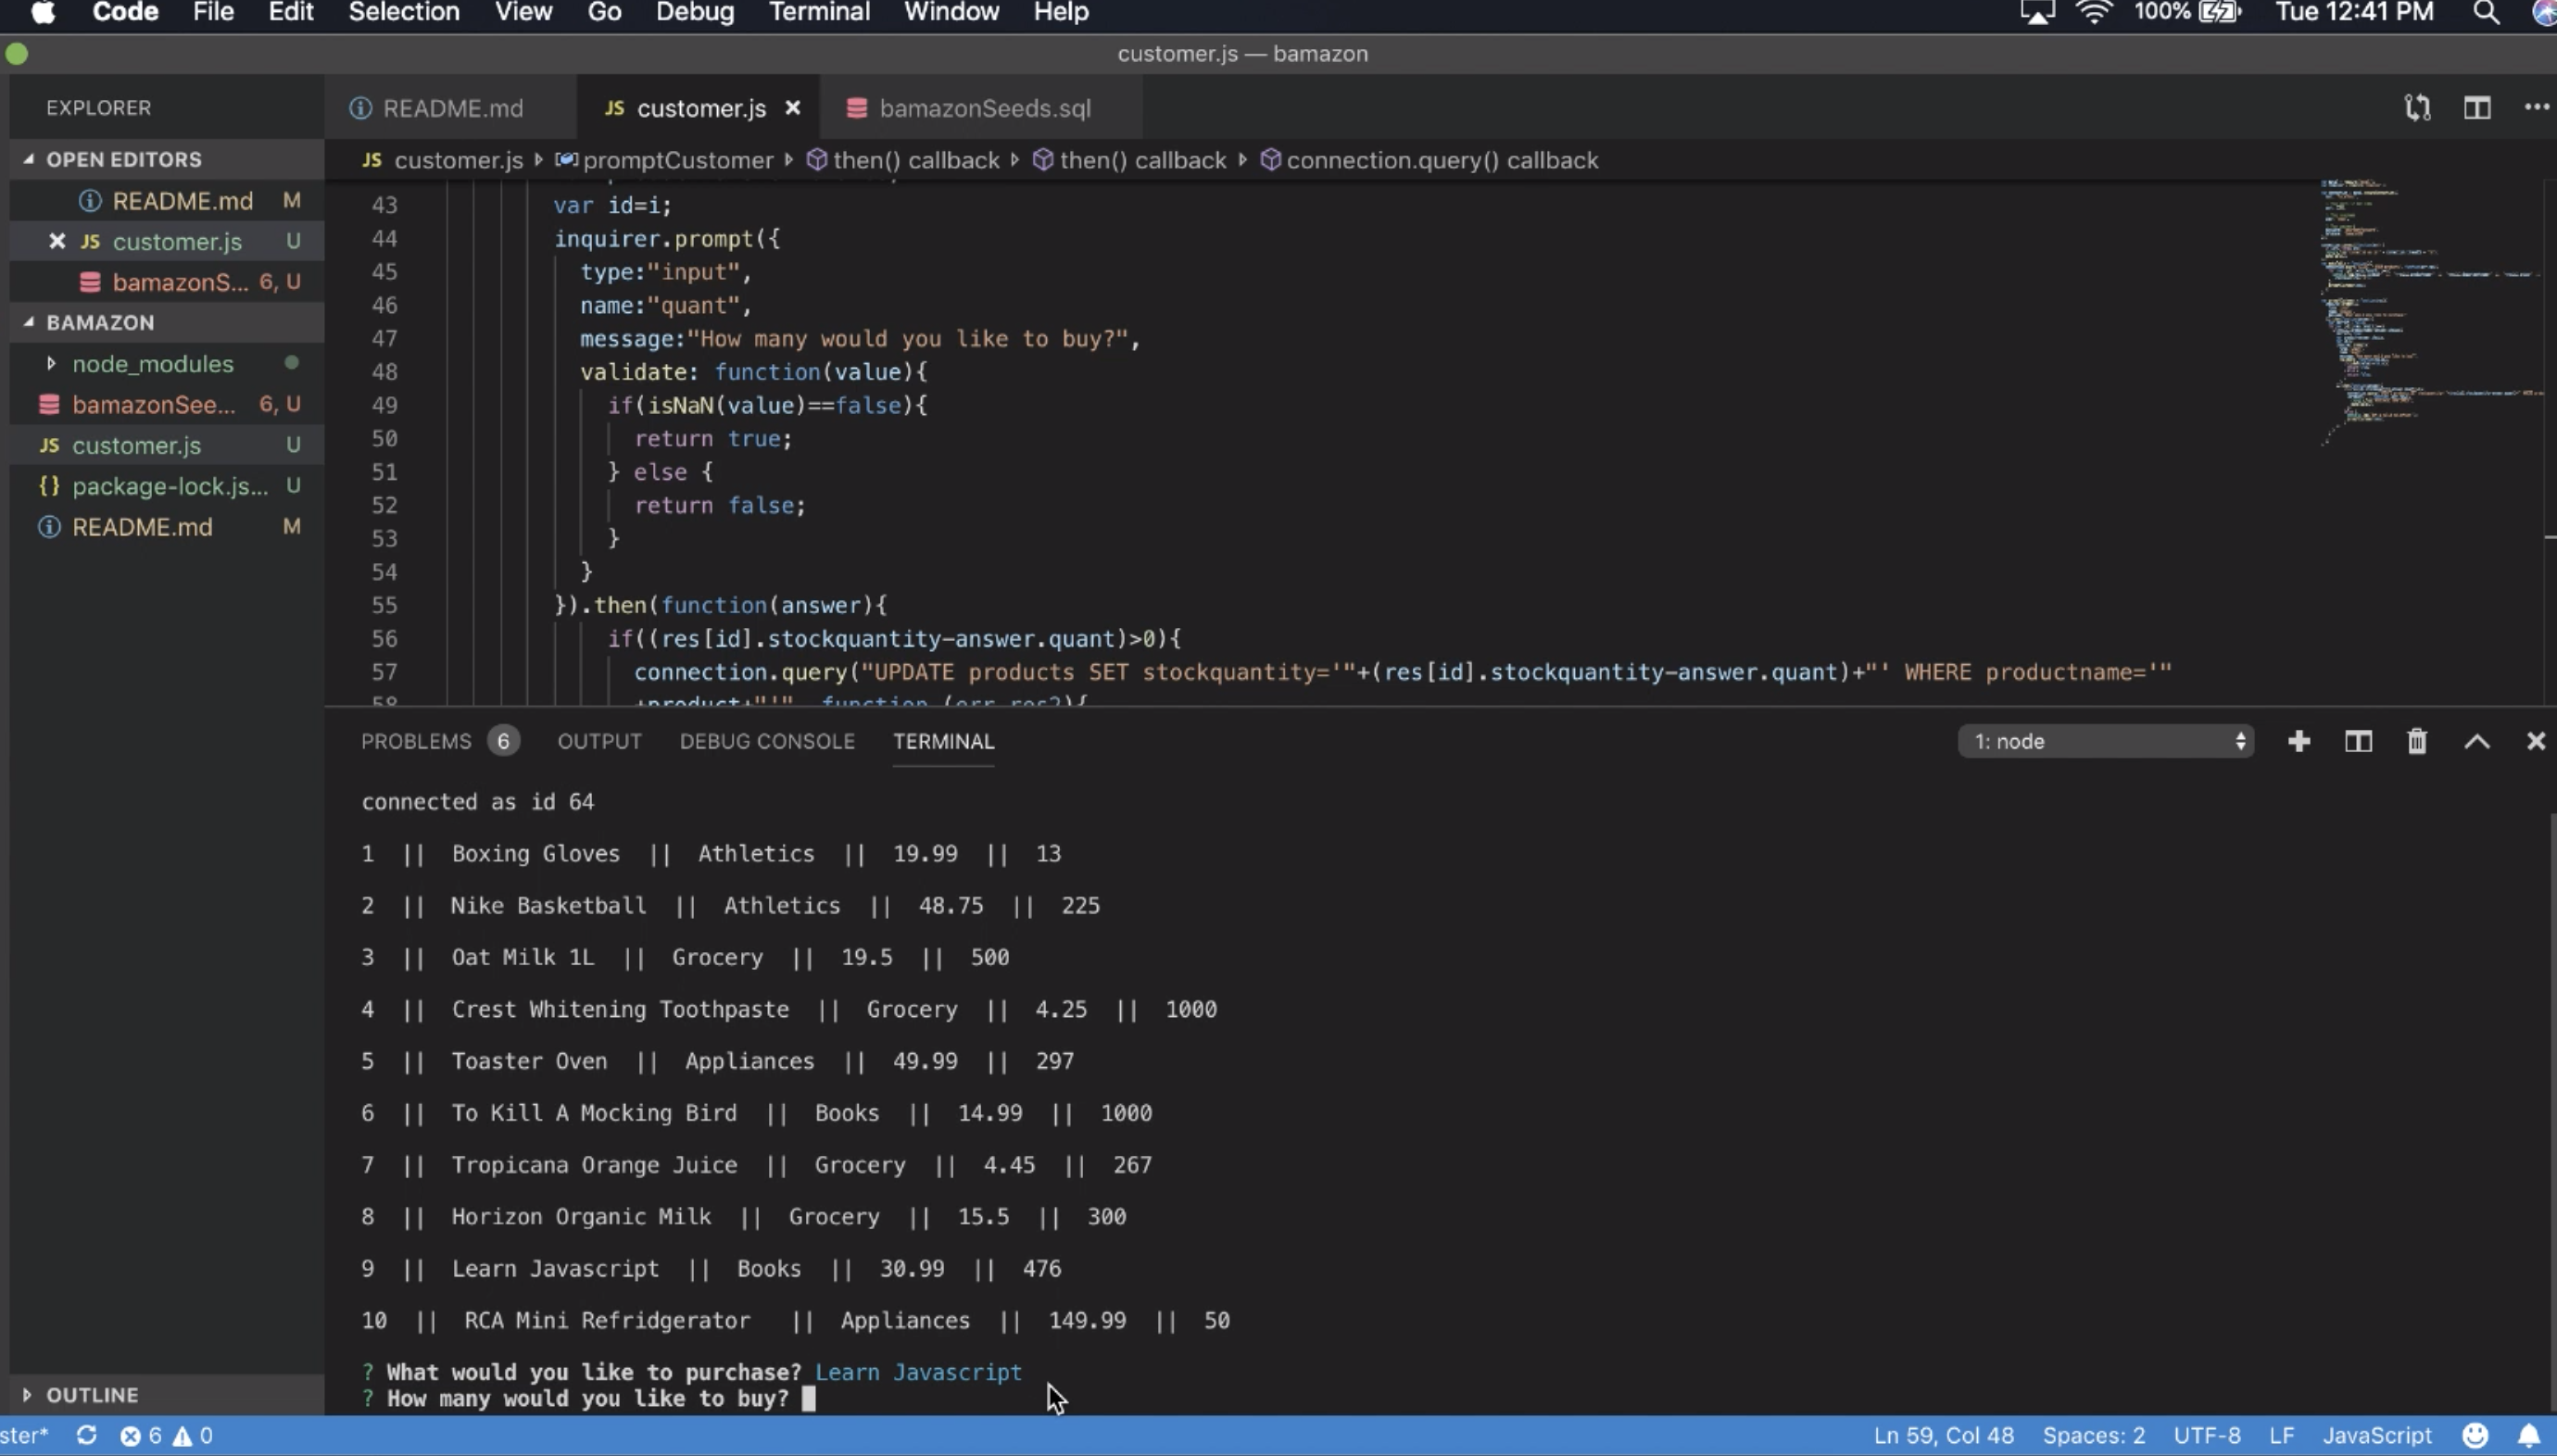 Code File Edit Selection View Go Debug Terminal Window Help 100% Tue 12:41 PM
customer.js — bamazon
EXPLORER
README.md
JS customer.js
bamazonSeeds.sql
OPEN EDITORS
JS customer.js promptCustomer then() callback then() callback connection.query() callback
README.md M
JS customer.js U
bamazonS... 6, U
BAMAZON
node_modules
bamazonSee... 6, U
JS customer.js U
{} package-lock.js... U
README.md M
OUTLINE
43 var id=i;
44 inquirer.prompt({
45 type:"input",
46 name:"quant",
47 message:"How many would you like to buy?",
48 validate: function(value){
49 if(isNaN(value)==false){
50 return true;
51 } else {
52 return false;
53 }
54 }
55 }).then(function(answer){
56 if((res[id].stockquantity-answer.quant)>0){
57 connection.query("UPDATE products SET stockquantity='"+(res[id].stockquantity-answer.quant)+"' WHERE productname='"
58 +product+"'", function (err,res2){
PROBLEMS 6 OUTPUT DEBUG CONSOLE TERMINAL 1: node
connected as id 64
1 || Boxing Gloves || Athletics || 19.99 || 13
2 || Nike Basketball || Athletics || 48.75 || 225
3 || Oat Milk 1L || Grocery || 19.5 || 500
4 || Crest Whitening Toothpaste || Grocery || 4.25 || 1000
5 || Toaster Oven || Appliances || 49.99 || 297
6 || To Kill A Mocking Bird || Books || 14.99 || 1000
7 || Tropicana Orange Juice || Grocery || 4.45 || 267
8 || Horizon Organic Milk || Grocery || 15.5 || 300
9 || Learn Javascript || Books || 30.99 || 476
10 || RCA Mini Refridgerator || Appliances || 149.99 || 50
? What would you like to purchase? Learn Javascript
? How many would you like to buy?
ster* 6 0 Ln 59, Col 48 Spaces: 2 UTF-8 LF JavaScript